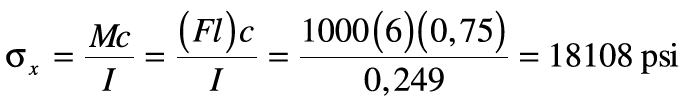 σₓ = Mc/I = (Fl)c/I = 1000(6)(0,75)/0,249 = 18108 psi